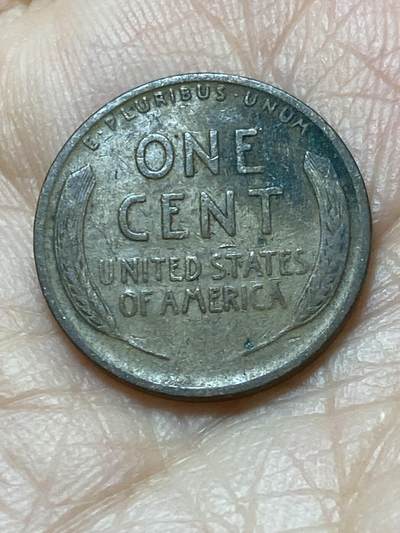 E·PLURIBUS·UNUM
ONE
CENT
UNITED STATES
OF AMERICA